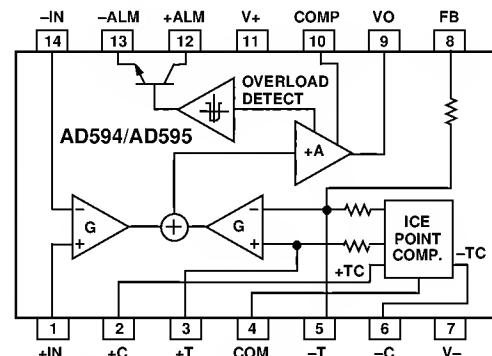 –IN –ALM +ALM V+ COMP VO FB
14 13 12 11 10 9 8
OVERLOAD
DETECT
AD594/AD595
+A
– –
G G
+ +
ICE
POINT
COMP.
–TC
+TC
1 2 3 4 5 6 7
+IN +C +T COM –T –C V–